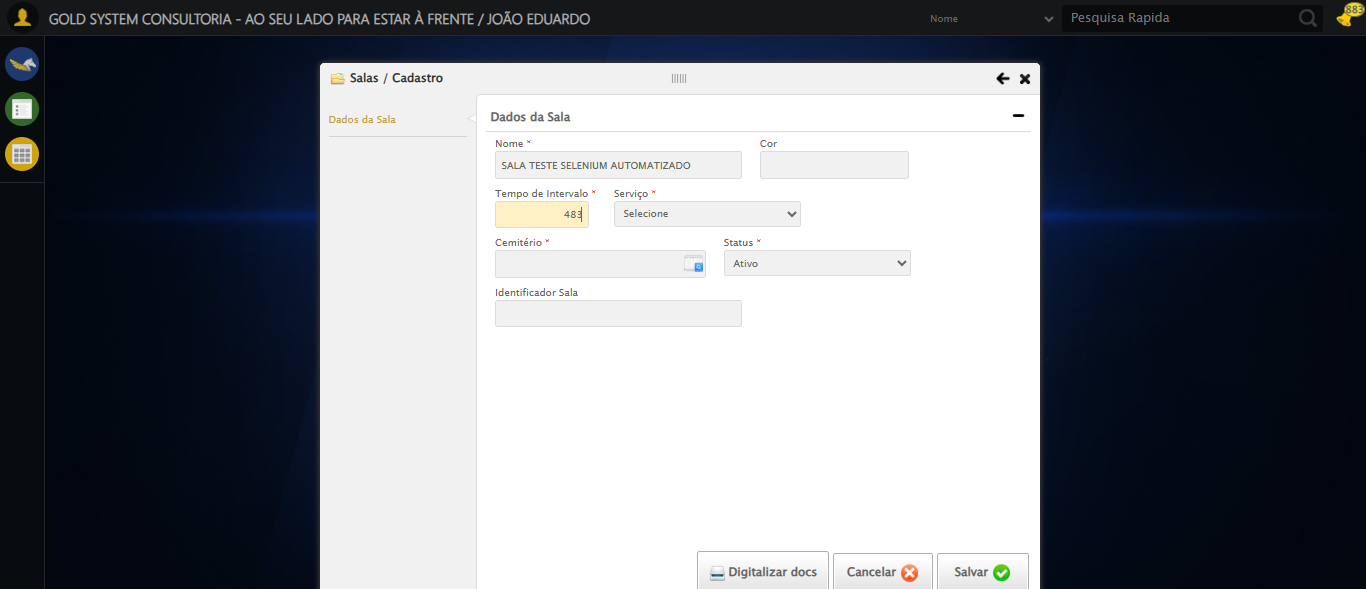 GOLD SYSTEM CONSULTORIA - AO SEU LADO PARA ESTAR À FRENTE / JOÃO EDUARDO
Nome
Pesquisa Rapida
883
Salas / Cadastro
Dados da Sala
Dados da Sala
Nome *
Cor
SALA TESTE SELENIUM AUTOMATIZADO
Tempo de Intervalo *
Serviço *
483
Selecione
Cemitério *
Status *
Ativo
Identificador Sala
Digitalizar docs
Cancelar
Salvar